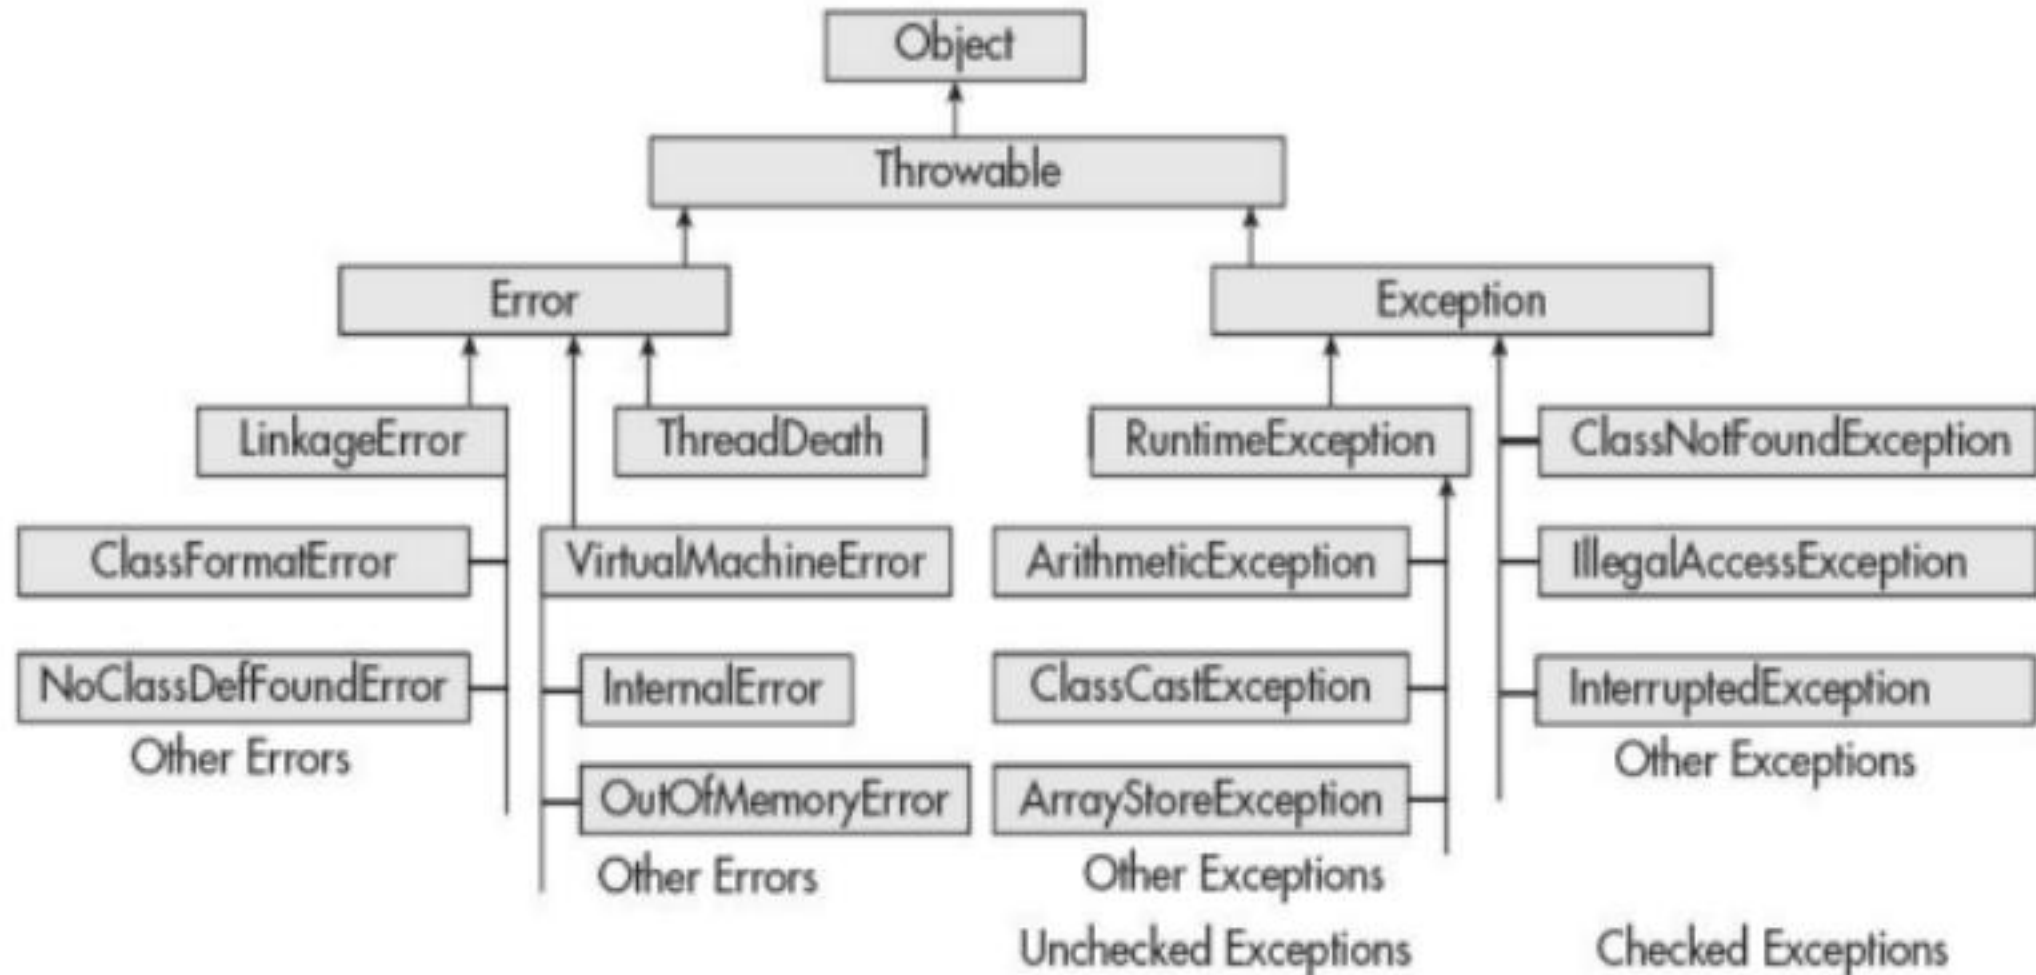 Object
Throwable
Error
Exception
LinkageError
ThreadDeath
RuntimeException
ClassNotFoundException
ClassFormatError
VirtualMachineError
ArithmeticException
IllegalAccessException
NoClassDefFoundError
InternalError
ClassCastException
InterruptedException
Other Errors
Other Exceptions
OutOfMemoryError
ArrayStoreException
Other Errors
Other Exceptions
Unchecked Exceptions
Checked Exceptions